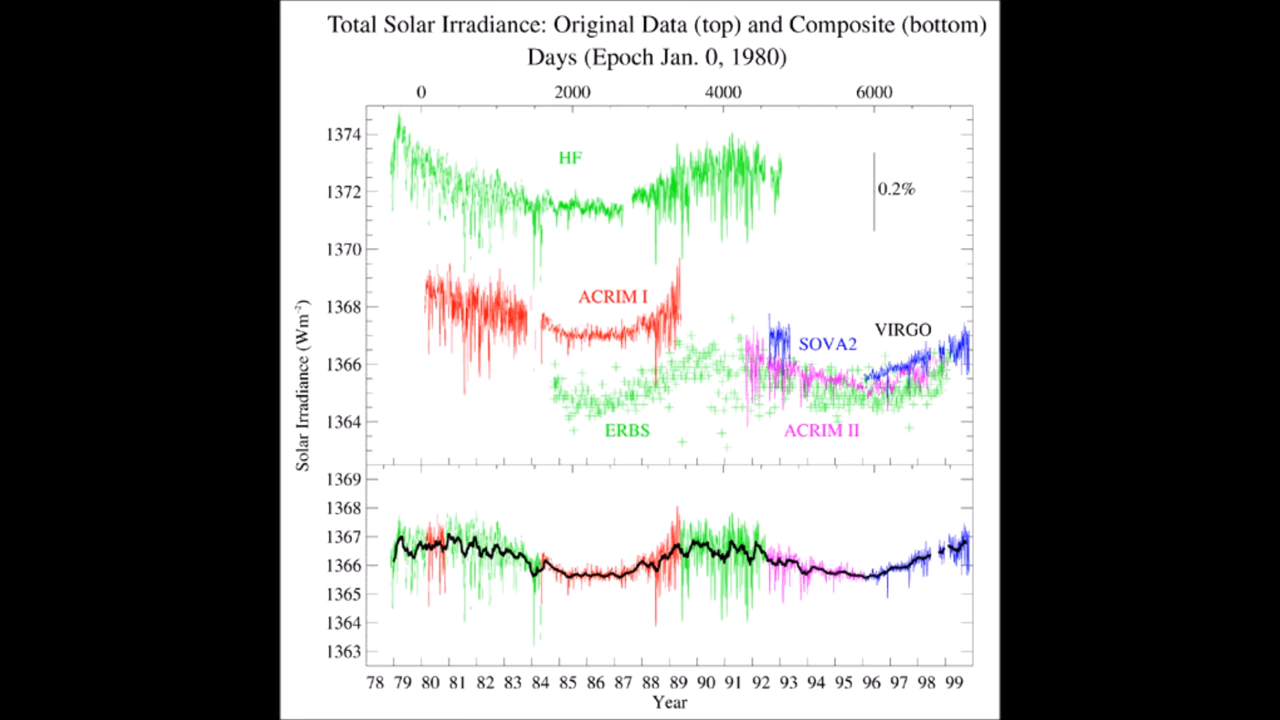 Total Solar Irradiance: Original Data (top) and Composite (bottom)
Days (Epoch Jan. 0, 1980)
0 2000 4000 6000
1374
HF
1372
0.2%
1370
1368
ACRIM I
VIRGO
SOVA2
1366
1364
ERBS
ACRIM II
Solar Irradiance (Wm⁻²)
1369
1368
1367
1366
1365
1364
1363
78 79 80 81 82 83 84 85 86 87 88 89 90 91 92 93 94 95 96 97 98 99
Year